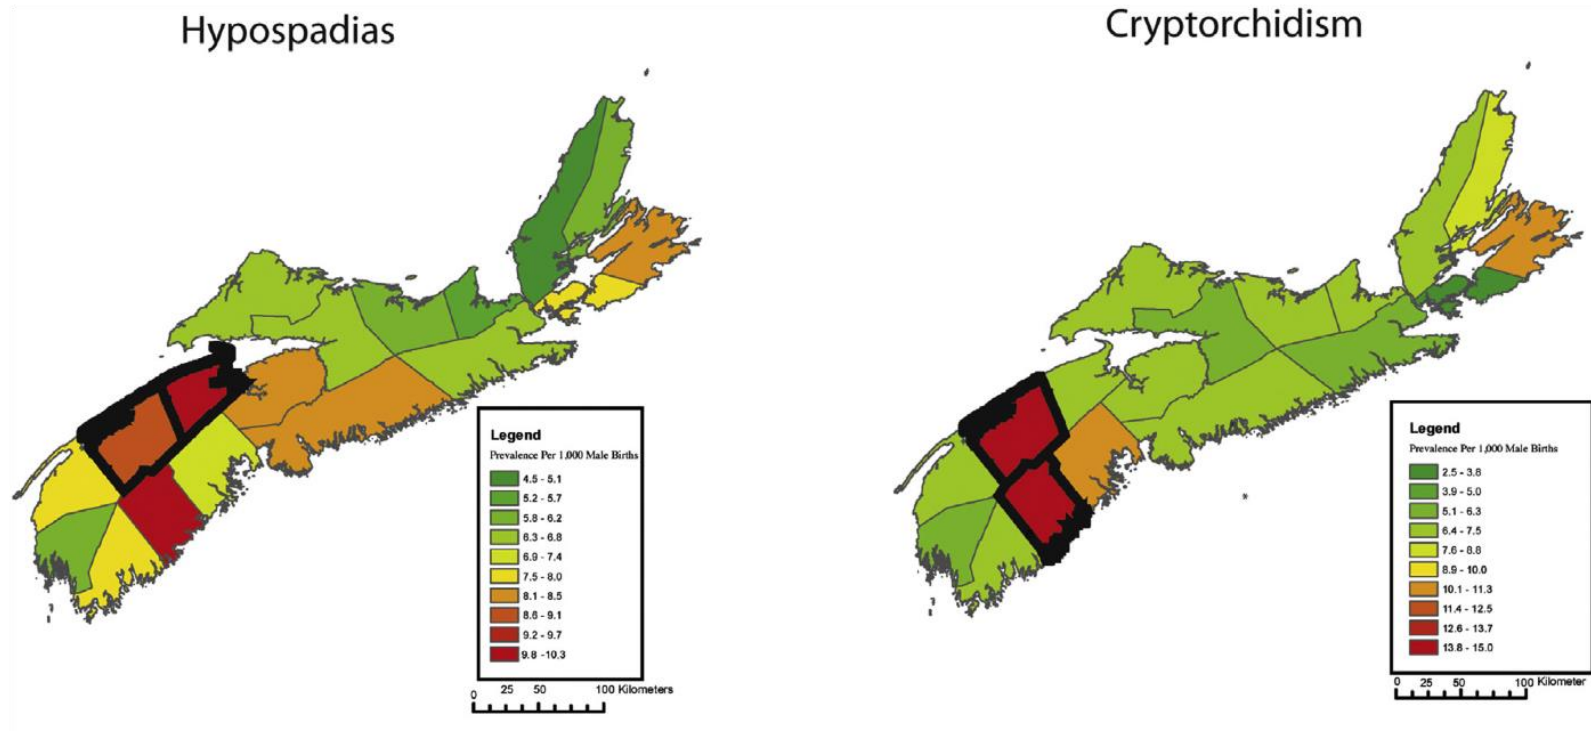 Hypospadias
Cryptorchidism
Legend
Prevalence Per 1,000 Male Births
4.5 - 5.1
5.2 - 5.7
5.8 - 6.2
6.3 - 6.8
6.9 - 7.4
7.5 - 8.0
8.1 - 8.5
8.6 - 9.1
9.2 - 9.7
9.8 -10.3
0 25 50 100 Kilometers
*
Legend
Prevalence Per 1,000 Male Births
2.5 - 3.8
3.9 - 5.0
5.1 - 6.3
6.4 - 7.5
7.6 - 8.8
8.9 - 10.0
10.1 - 11.3
11.4 - 12.5
12.6 - 13.7
13.8 - 15.0
0 25 50 100 Kilometer